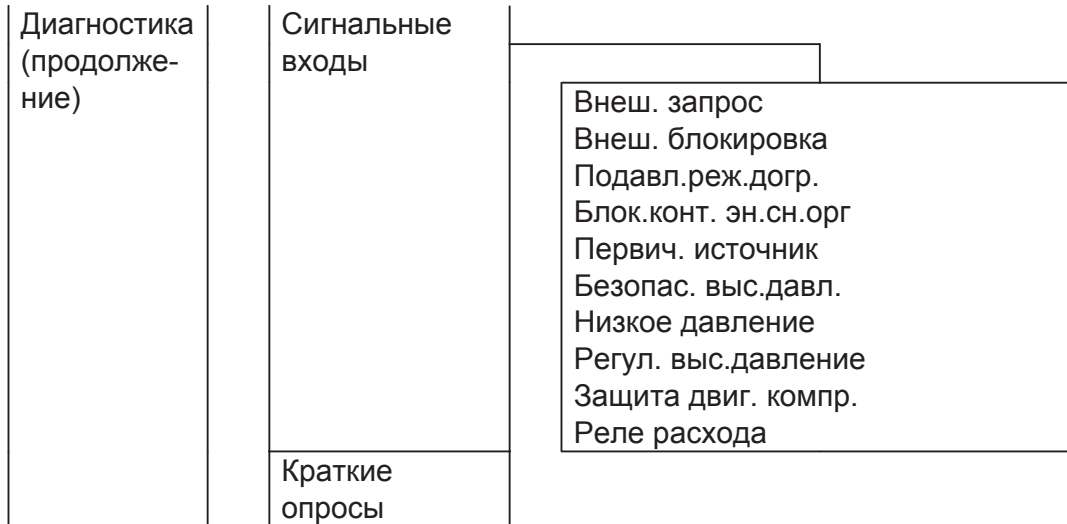 Диагностика
(продолже-
ние)
Сигнальные
входы
Внеш. запрос
Внеш. блокировка
Подавл.реж.догр.
Блок.конт. эн.сн.орг
Первич. источник
Безопас. выс.давл.
Низкое давление
Регул. выс.давление
Защита двиг. компр.
Реле расхода
Краткие
опросы